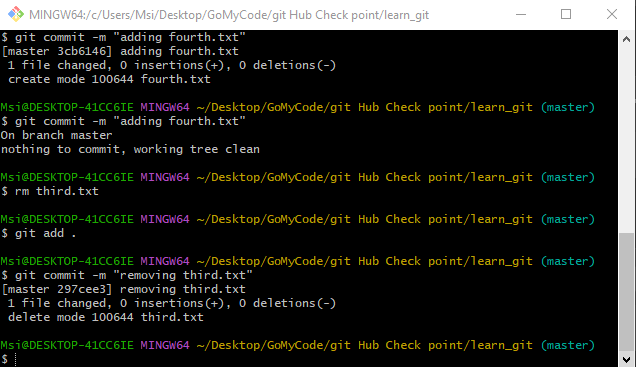 MINGW64:/c/Users/Msi/Desktop/GoMyCode/git Hub Check point/learn_git
$ git commit -m "adding fourth.txt"
[master 3cb6146] adding fourth.txt
 1 file changed, 0 insertions(+), 0 deletions(-)
 create mode 100644 fourth.txt
Msi@DESKTOP-41CC6IE MINGW64 ~/Desktop/GoMyCode/git Hub Check point/learn_git (master)
$ git commit -m "adding fourth.txt"
On branch master
nothing to commit, working tree clean
Msi@DESKTOP-41CC6IE MINGW64 ~/Desktop/GoMyCode/git Hub Check point/learn_git (master)
$ rm third.txt
Msi@DESKTOP-41CC6IE MINGW64 ~/Desktop/GoMyCode/git Hub Check point/learn_git (master)
$ git add .
Msi@DESKTOP-41CC6IE MINGW64 ~/Desktop/GoMyCode/git Hub Check point/learn_git (master)
$ git commit -m "removing third.txt"
[master 297cee3] removing third.txt
 1 file changed, 0 insertions(+), 0 deletions(-)
 delete mode 100644 third.txt
Msi@DESKTOP-41CC6IE MINGW64 ~/Desktop/GoMyCode/git Hub Check point/learn_git (master)
$